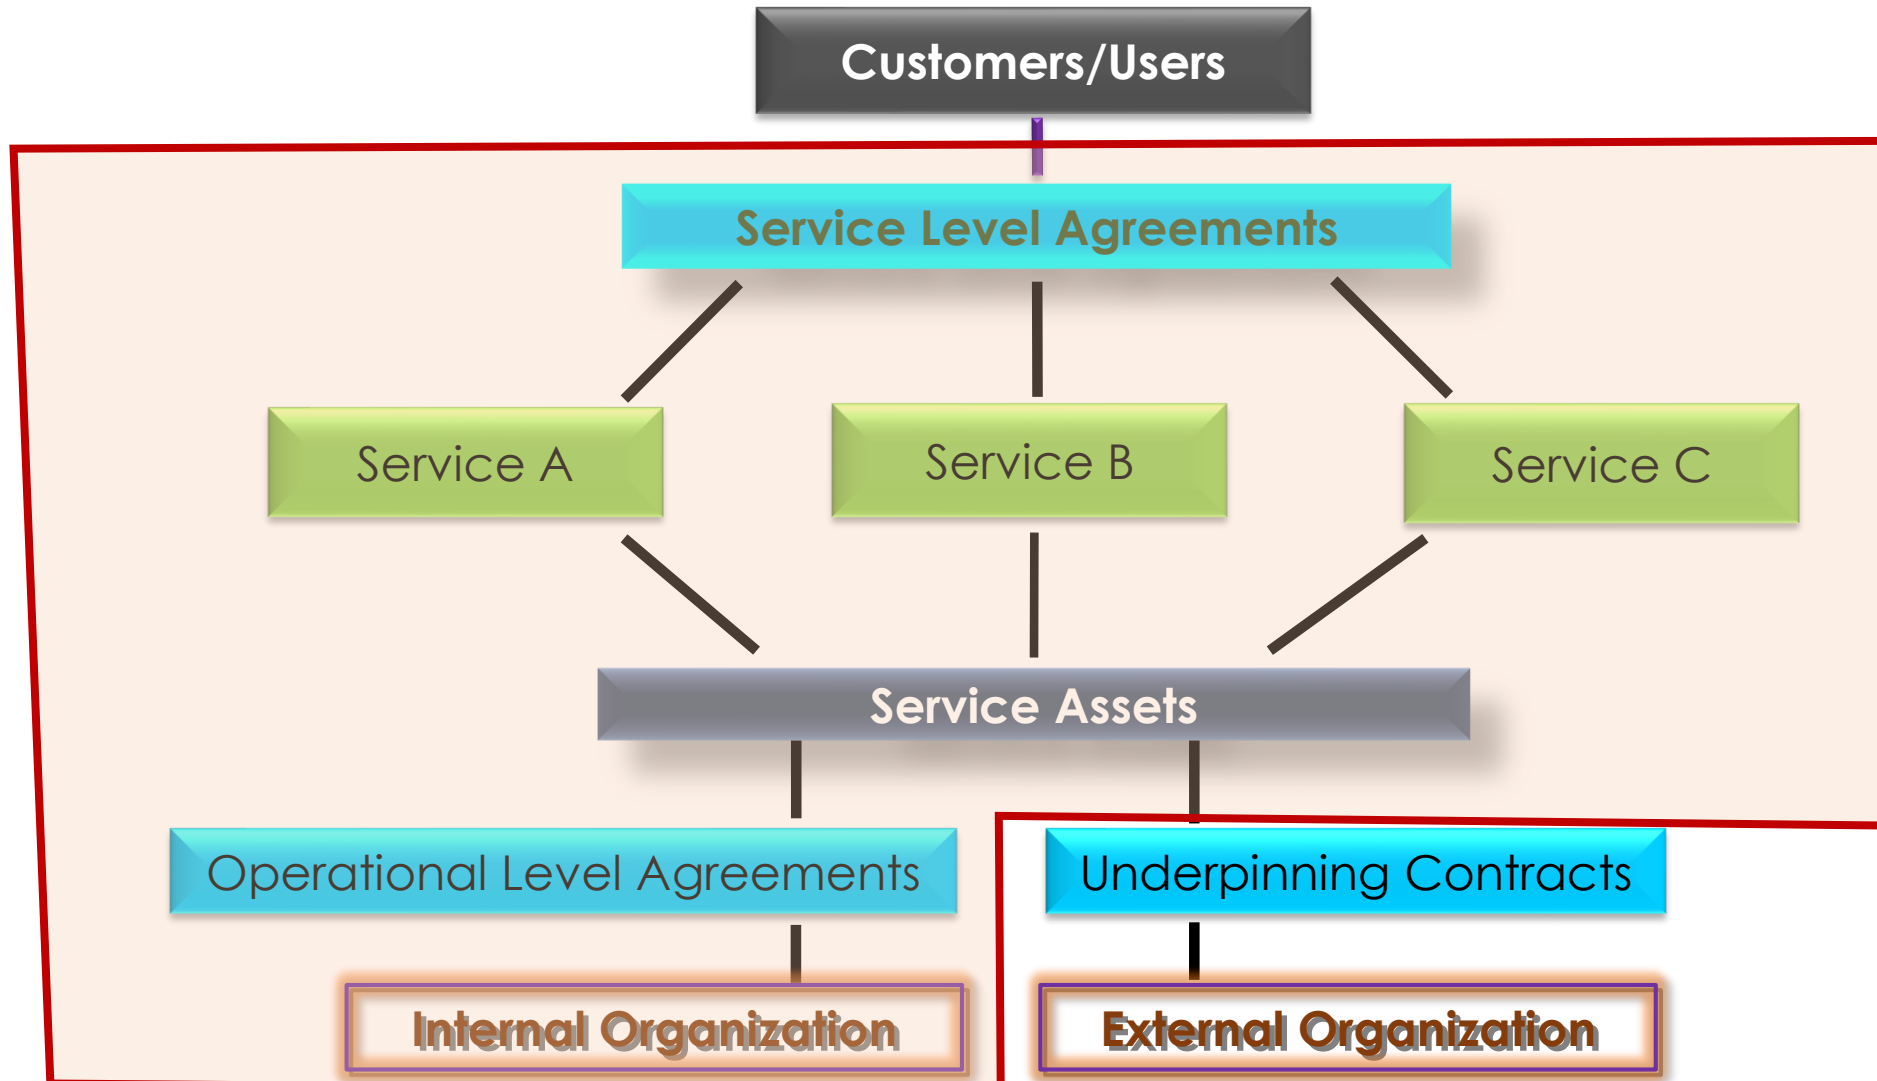 Customers/Users
Service Level Agreements
Service A
Service B
Service C
Service Assets
Operational Level Agreements
Underpinning Contracts
Internal Organization
External Organization